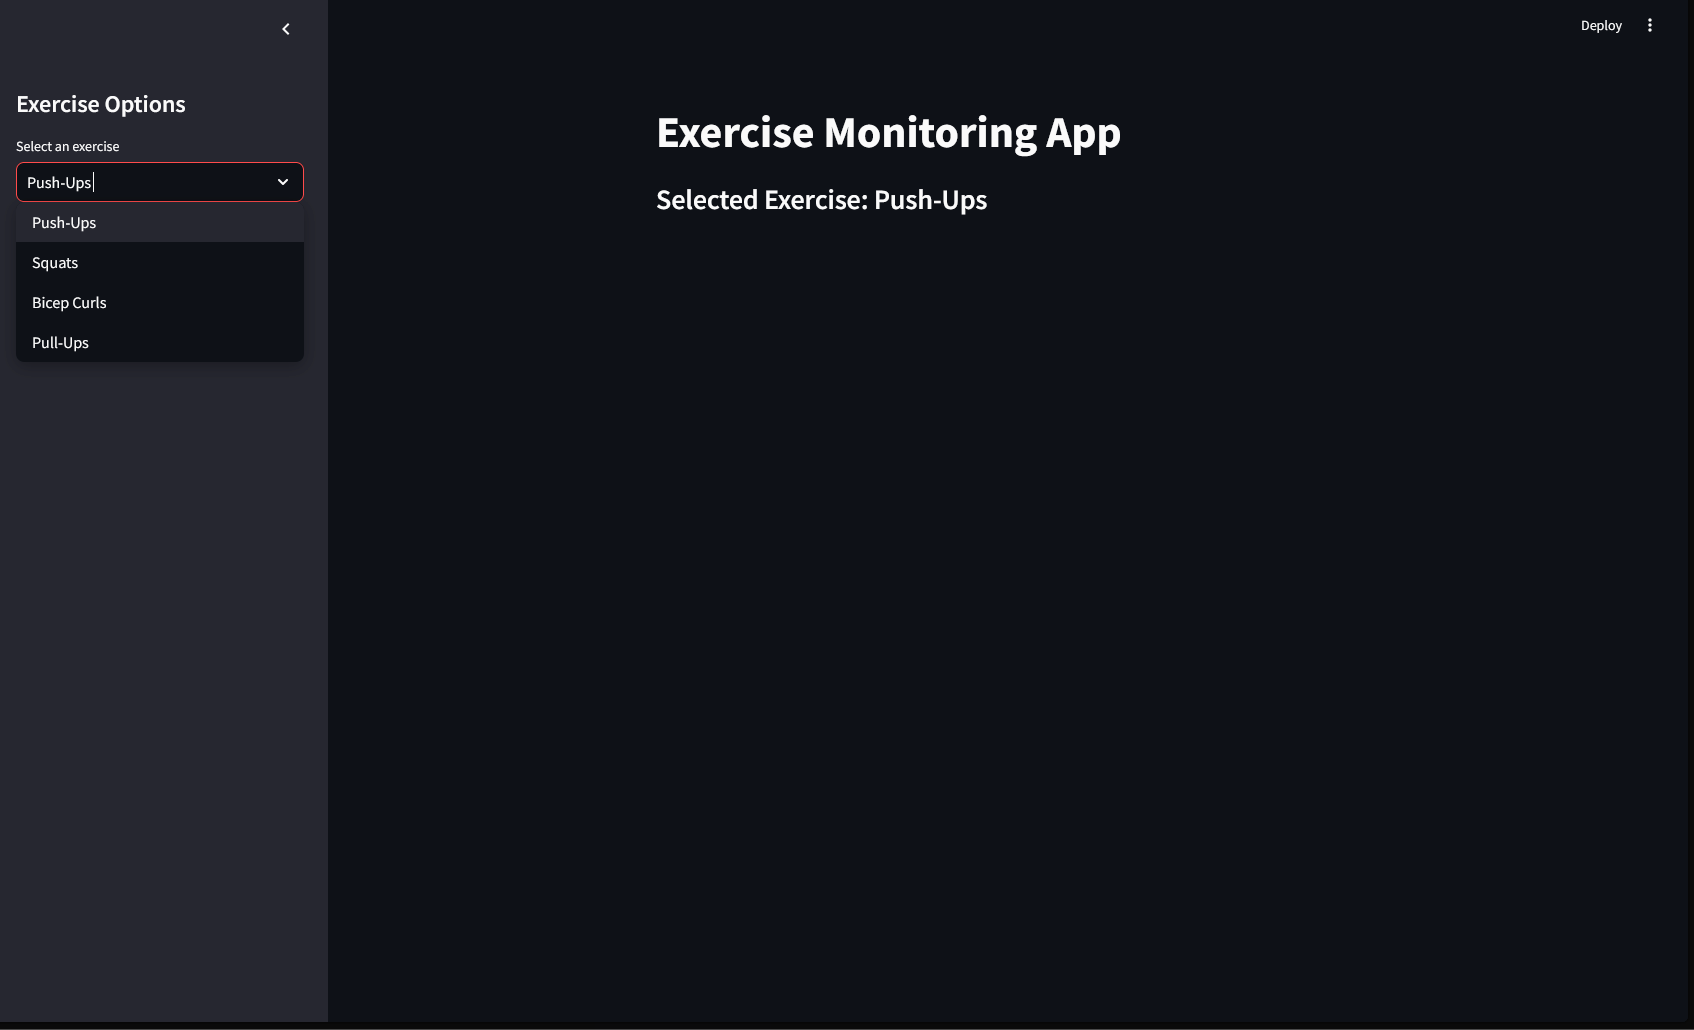 Deploy
Exercise Options
Select an exercise
Push-Ups
Push-Ups
Squats
Bicep Curls
Pull-Ups
Exercise Monitoring App
Selected Exercise: Push-Ups